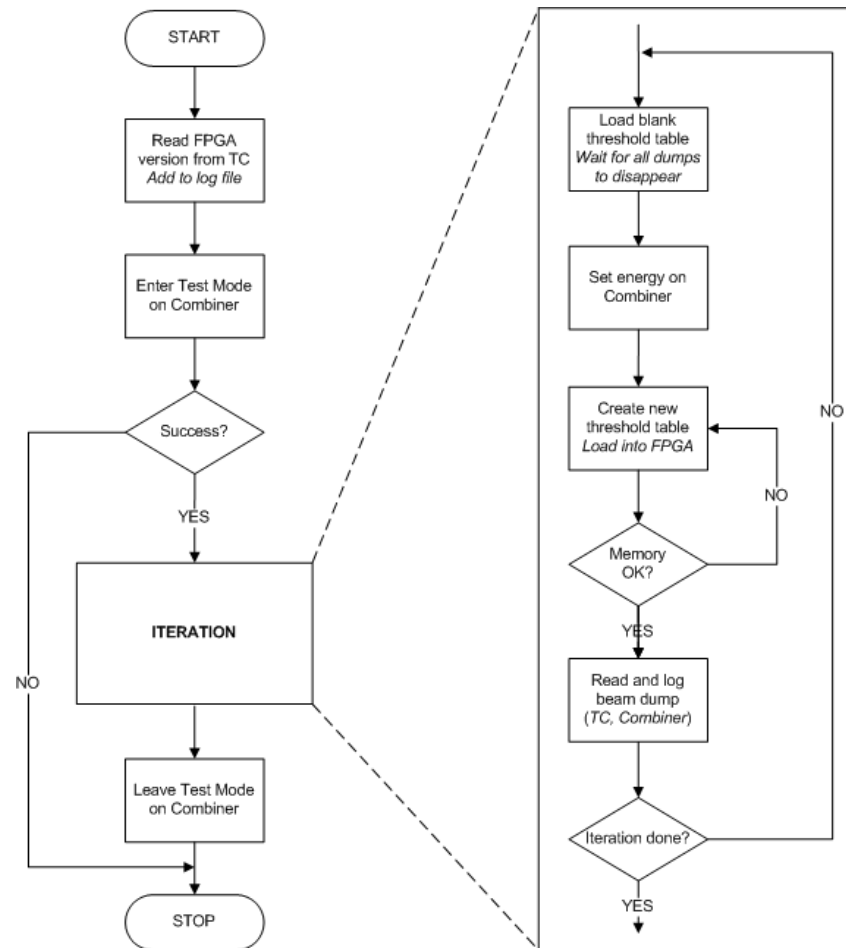 START
Read FPGA
version from TC
Add to log file
Enter Test Mode
on Combiner
Success?
YES
ITERATION
NO
Leave Test Mode
on Combiner
STOP
Load blank
threshold table
Wait for all dumps
to disappear
Set energy on
Combiner
Create new
threshold table
Load into FPGA
NO
NO
Memory
OK?
YES
Read and log
beam dump
(TC, Combiner)
Iteration done?
YES